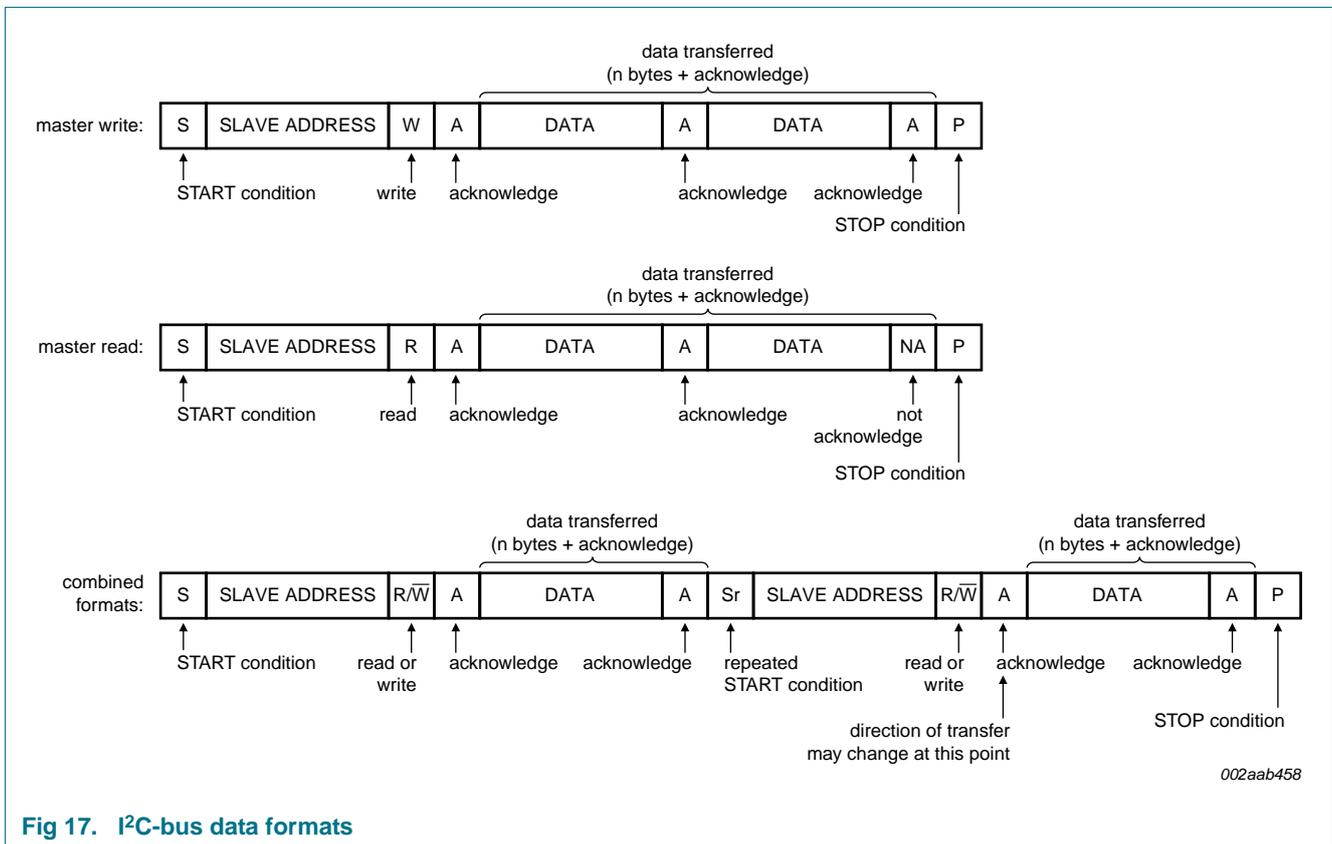 data transferred
(n bytes + acknowledge)
master write: S SLAVE ADDRESS W A DATA A DATA A P
START condition write acknowledge acknowledge acknowledge
STOP condition
data transferred
(n bytes + acknowledge)
master read: S SLAVE ADDRESS R A DATA A DATA NA P
START condition read acknowledge acknowledge not
acknowledge
STOP condition
data transferred data transferred
(n bytes + acknowledge) (n bytes + acknowledge)
combined
formats: S SLAVE ADDRESS R/W̅ A DATA A Sr SLAVE ADDRESS R/W̅ A DATA A P
START condition read or acknowledge acknowledge repeated read or acknowledge acknowledge
write START condition write
STOP condition
direction of transfer
may change at this point
002aab458
Fig 17. I²C-bus data formats